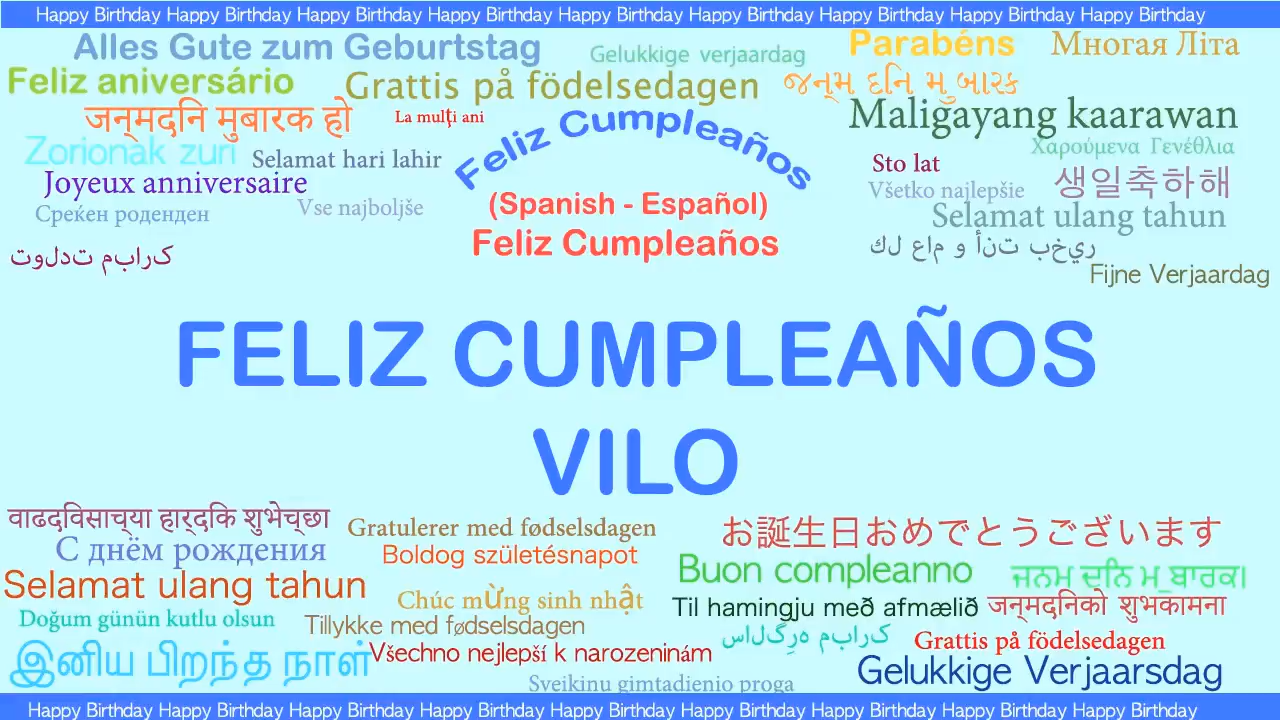 Happy Birthday Happy Birthday Happy Birthday Happy Birthday Happy Birthday Happy Birthday Happy Birthday Happy Birthday Happy Birthday
Alles Gute zum Geburtstag
Gelukkige verjaardag
Parabéns
Многая Літа
Feliz aniversário
Grattis på födelsedagen
જન્મ દિન મુબારક
जन्मदिन मुबारक हो
La mulţi ani
Feliz Cumpleaños
Maligayang kaarawan
Zorionak zuri
Selamat hari lahir
Χαρούμενα Γενέθλια
Sto lat
Joyeux anniversaire
(Spanish - Español)
Všetko najlepšie
생일축하해
Среќен роденден
Vse najboljše
Selamat ulang tahun
Feliz Cumpleaños
تولدت مبارک
كل عام و أنت بخير
Fijne Verjaardag
FELIZ CUMPLEAÑOS
VILO
वाढदिवसाच्या हार्दिक शुभेच्छा
Gratulerer med fødselsdagen
お誕生日おめでとうございます
С днём рождения
Boldog születésnapot
Buon compleanno
ਜਨਮ ਦਿਨ ਮੁਬਾਰਕ।
Selamat ulang tahun
Chúc mừng sinh nhật
Til hamingju með afmælið
जन्मदिनको शुभकामना
Doğum günün kutlu olsun
Tillykke med fødselsdagen
سالگرہ مبارک
Grattis på födelsedagen
இனிய பிறந்த நாள்
Všechno nejlepší k narozeninám
Gelukkige Verjaarsdag
Sveikinu gimtadienio proga
Happy Birthday Happy Birthday Happy Birthday Happy Birthday Happy Birthday Happy Birthday Happy Birthday Happy Birthday Happy Birthday